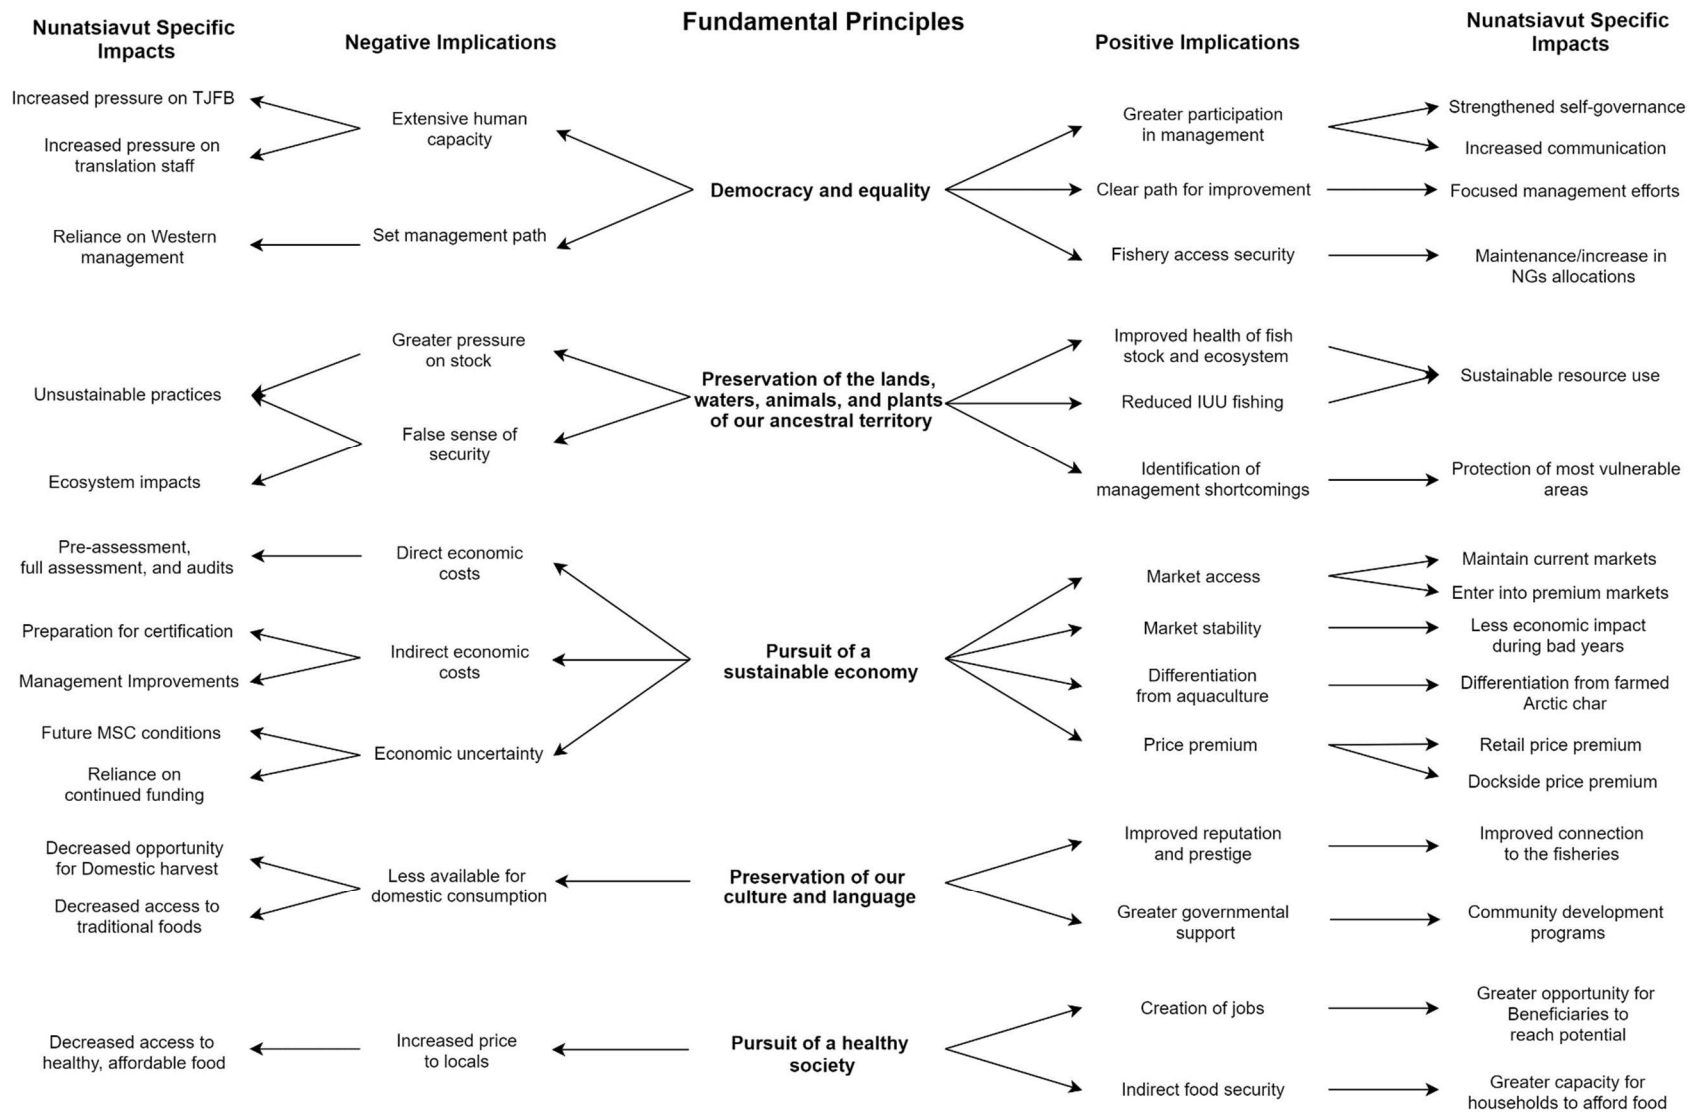 Fundamental Principles
Nunatsiavut Specific
Impacts
Negative Implications
Positive Implications
Nunatsiavut Specific
Impacts
Increased pressure on TJFB
Increased pressure on
translation staff
Reliance on Western
management
Extensive human
capacity
Set management path
Democracy and equality
Greater participation
in management
Clear path for improvement
Fishery access security
Strengthened self-governance
Increased communication
Focused management efforts
Maintenance/increase in
NGs allocations
Unsustainable practices
Ecosystem impacts
Greater pressure
on stock
False sense of
security
Preservation of the lands,
waters, animals, and plants
of our ancestral territory
Improved health of fish
stock and ecosystem
Reduced IUU fishing
Identification of
management shortcomings
Sustainable resource use
Protection of most vulnerable
areas
Pre-assessment,
full assessment, and audits
Preparation for certification
Management Improvements
Future MSC conditions
Reliance on
continued funding
Direct economic
costs
Indirect economic
costs
Economic uncertainty
Pursuit of a
sustainable economy
Market access
Market stability
Differentiation
from aquaculture
Price premium
Maintain current markets
Enter into premium markets
Less economic impact
during bad years
Differentiation from farmed
Arctic char
Retail price premium
Dockside price premium
Decreased opportunity
for Domestic harvest
Decreased access to
traditional foods
Less available for
domestic consumption
Preservation of our
culture and language
Improved reputation
and prestige
Greater governmental
support
Improved connection
to the fisheries
Community development
programs
Decreased access to
healthy, affordable food
Increased price
to locals
Pursuit of a healthy
society
Creation of jobs
Indirect food security
Greater opportunity for
Beneficiaries to
reach potential
Greater capacity for
households to afford food